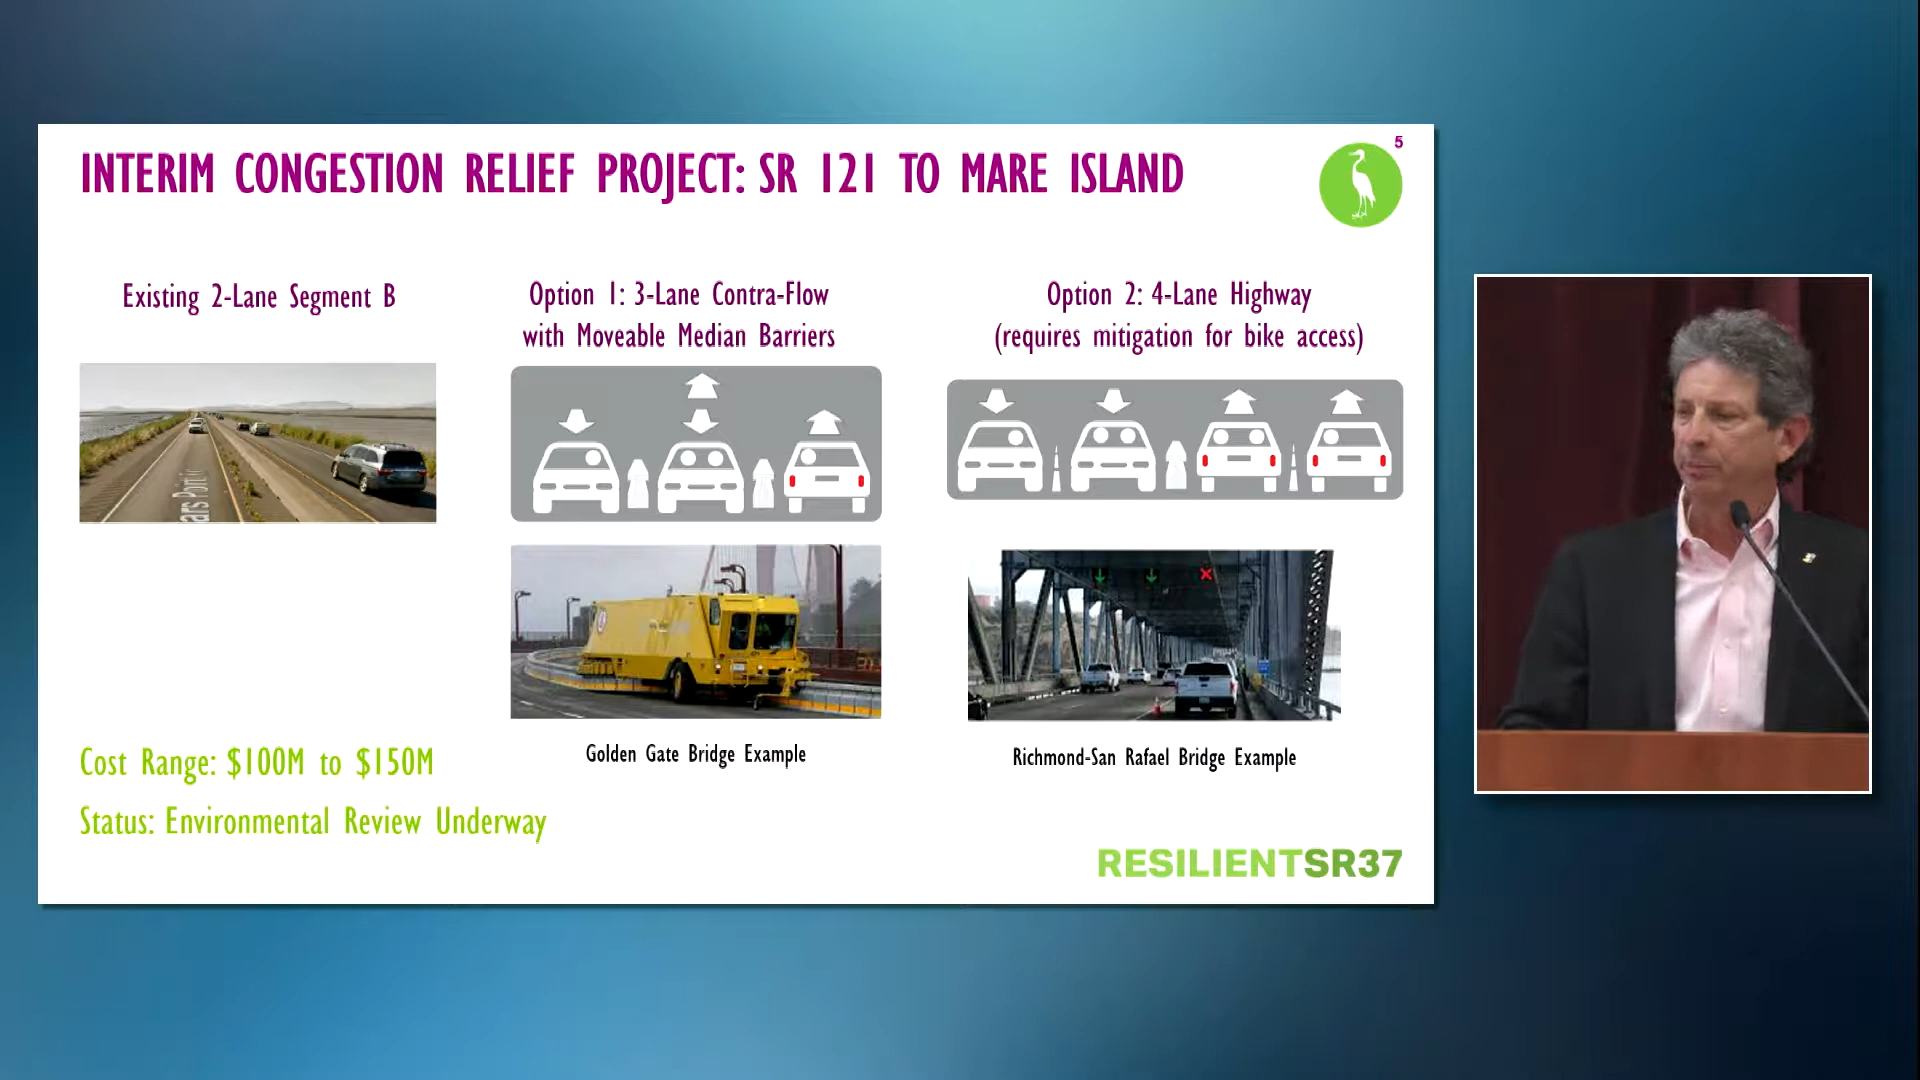 INTERIM CONGESTION RELIEF PROJECT: SR 121 TO MARE ISLAND
5
Existing 2-Lane Segment B
Option 1: 3-Lane Contra-Flow
with Moveable Median Barriers
Option 2: 4-Lane Highway
(requires mitigation for bike access)
Golden Gate Bridge Example
Richmond-San Rafael Bridge Example
Cost Range: $100M to $150M
Status: Environmental Review Underway
RESILIENTSR37